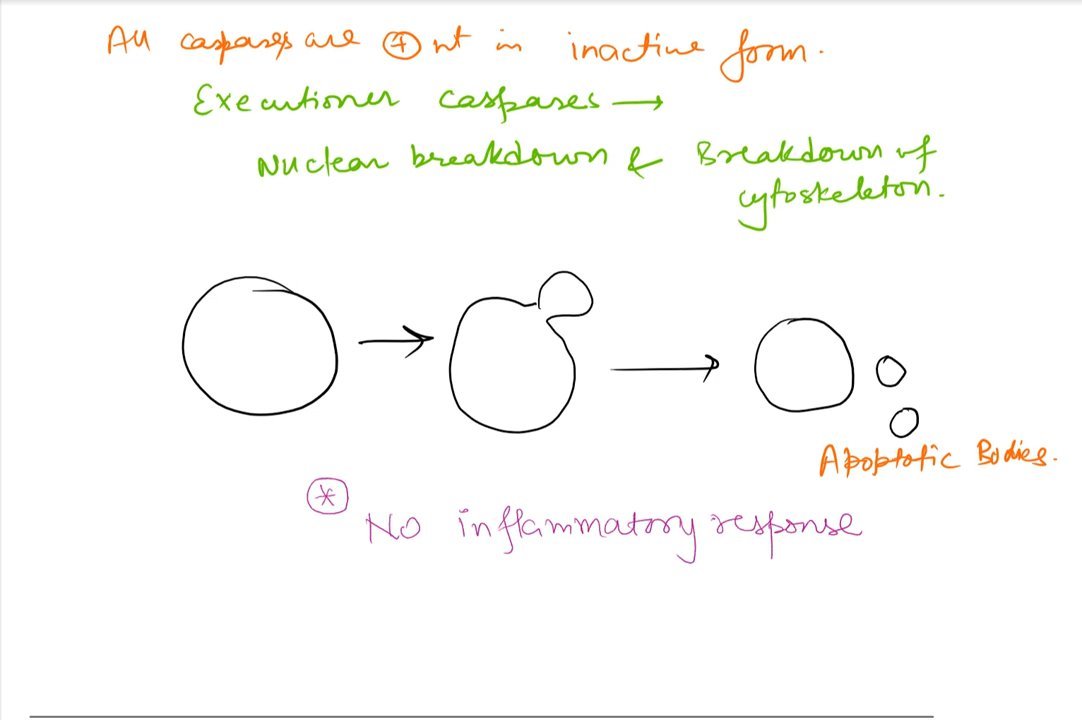 All caspases are ⊕nt in inactive form.
Executioner caspases →
Nuclear breakdown & Breakdown of
cytoskeleton.
Apoptotic Bodies.
* No inflammatory response